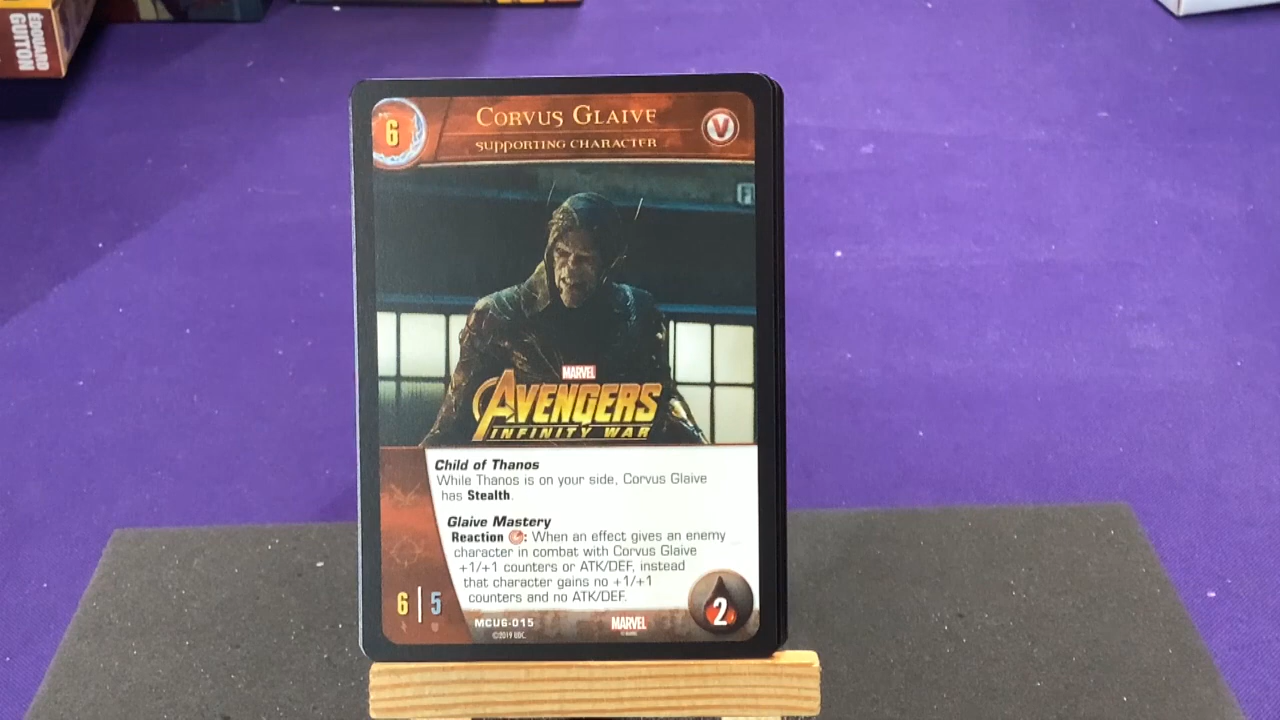 EDOUARD
GUITON
6
CORVUS GLAIVE
V
SUPPORTING CHARACTER
MARVEL
AVENGERS
INFINITY WAR
Child of Thanos
While Thanos is on your side, Corvus Glaive
has Stealth.
Glaive Mastery
Reaction : When an effect gives an enemy
character in combat with Corvus Glaive
+1/+1 counters or ATK/DEF, instead
that character gains no +1/+1
counters and no ATK/DEF.
6 | 5
2
MCUG-015
MARVEL
©2019 UDC.